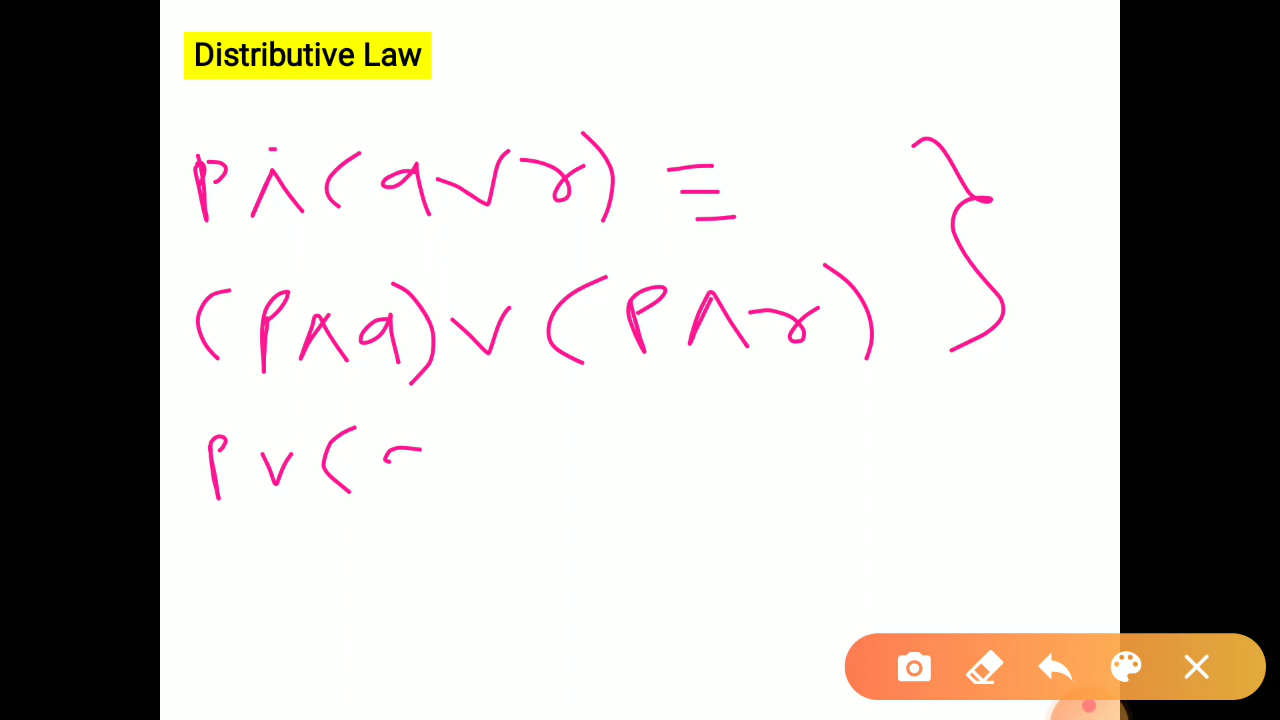 Distributive Law
P ∧ (q ∨ r) ≡
(P ∧ q) ∨ (P ∧ r)
P ∨ (